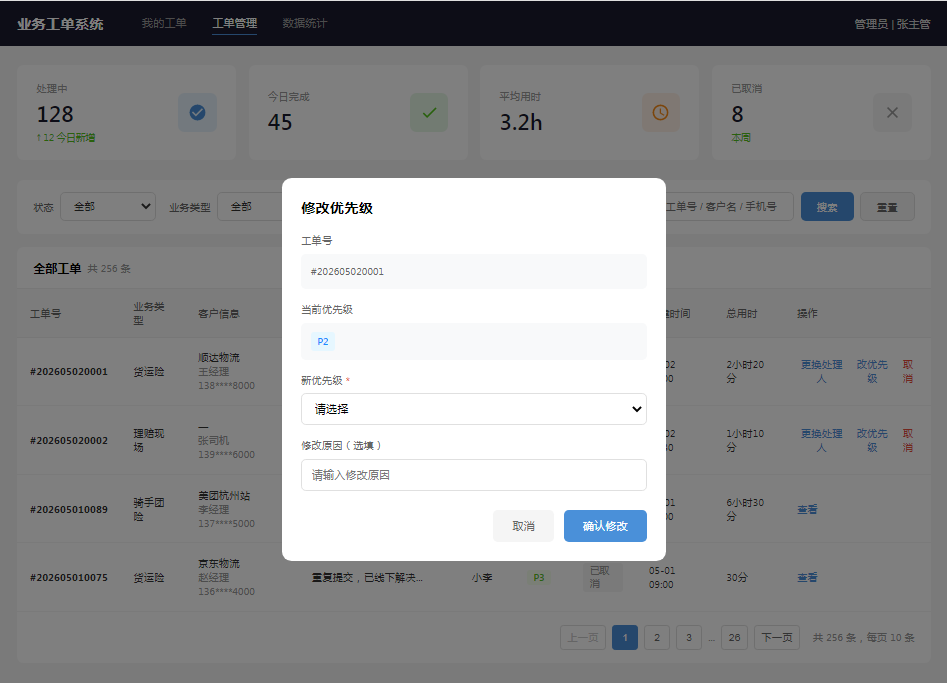 业务工单系统 我的工单 工单管理 数据统计 管理员 | 张主管
处理中
128
↑12 今日新增
今日完成
45
平均用时
3.2h
已取消
8
本周
状态 全部 业务类型 全部 工单号 / 客户名 / 手机号 搜索 重置
全部工单 共 256 条
工单号 业务类型 客户信息 时间 总用时 操作
#202605020001 货运险 顺达物流 王经理 138****8000 2小时20分 更换处理人 改优先级 取消
#202605020002 理赔现场 — 张司机 139****6000 1小时10分 更换处理人 改优先级 取消
#202605010089 骑手团险 美团杭州站 李经理 137****5000 6小时30分 查看
#202605010075 货运险 京东物流 赵经理 136****4000 重复提交，已线下解决... 小李 P3 已取消 05-01 09:00 30分 查看
上一页 1 2 3 ... 26 下一页 共 256 条，每页 10 条
修改优先级
工单号
#202605020001
当前优先级
P2
新优先级 *
请选择
修改原因（选填）
请输入修改原因
取消 确认修改